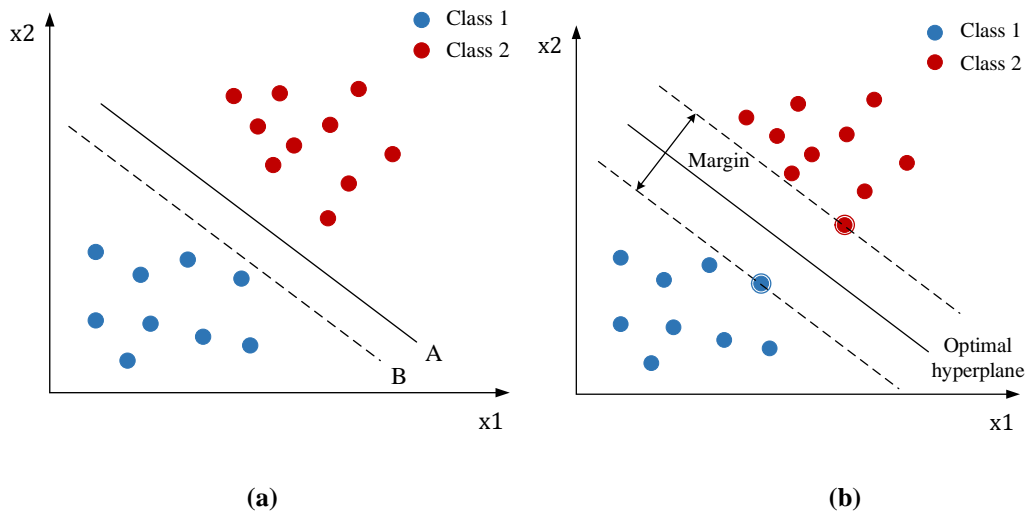 x2
Class 1
Class 2
A
B
x1
(a)
x2
Class 1
Class 2
Margin
Optimal
hyperplane
x1
(b)